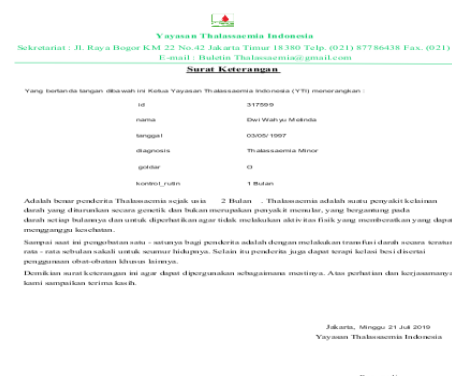 Yayasan Thalassaemia Indonesia
Sekretariat : Jl. Raya Bogor KM 22 No.42 Jakarta Timur 18380 Telp. (021) 87786438 Fax. (021)
E-mail : Buletin Thalassaemia@gmail.com
Surat Keterangan
Yang bertanda tangan dibawah ini Ketua Yayasan Thalassaemia Indonesia (YTI) menerangkan :
id 317599
nama Dwi Wahyu Melinda
tanggal 03/05/1997
diagnosis Thalassaemia Minor
goldar O
kontrol_rutin 1 Bulan
Adalah benar penderita Thalassaemia sejak usia 2 Bulan . Thalassaemia adalah suatu penyakit kelainan
darah yang diturunkan secara genetik dan bukan merupakan penyakit menular, yang bergantung pada
darah setiap bulannya dan untuk diperhatikan agar tidak melakukan aktivitas fisik yang memberatkan yang dapat
mengganggu kesehatan.
Sampai saat ini pengobatan satu - satunya bagi penderita adalah dengan melakukan transfusi darah secara teratur
rata - rata sebulan sakali untuk seumur hidupnya. Selain itu penderita juga dapat terapi kelasi besi disertai
penggunaan obat-obatan khusus lainnya.
Demikian surat keterangan ini agar dapat dipergunakan sebagaimana mestinya. Atas perhatian dan kerjasamanya
kami sampaikan terima kasih.
Jakarta, Minggu 21 Juli 2019
Yayasan Thalassaemia Indonesia